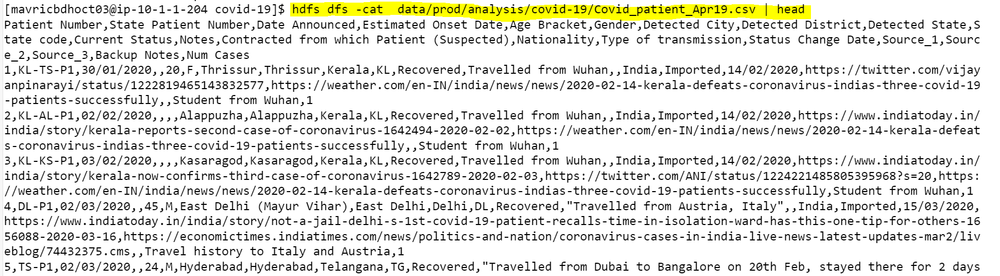 [mavricbdhoct03@ip-10-1-1-204 covid-19]$ hdfs dfs -cat  data/prod/analysis/covid-19/Covid_patient_Apr19.csv | head
Patient Number,State Patient Number,Date Announced,Estimated Onset Date,Age Bracket,Gender,Detected City,Detected District,Detected State,S
tate code,Current Status,Notes,Contracted from which Patient (Suspected),Nationality,Type of transmission,Status Change Date,Source_1,Sourc
e_2,Source_3,Backup Notes,Num Cases
1,KL-TS-P1,30/01/2020,,20,F,Thrissur,Thrissur,Kerala,KL,Recovered,Travelled from Wuhan,,India,Imported,14/02/2020,https://twitter.com/vijay
anpinarayi/status/1222819465143832577,https://weather.com/en-IN/india/news/news/2020-02-14-kerala-defeats-coronavirus-indias-three-covid-19
-patients-successfully,,Student from Wuhan,1
2,KL-AL-P1,02/02/2020,,,,Alappuzha,Alappuzha,Kerala,KL,Recovered,Travelled from Wuhan,,India,Imported,14/02/2020,https://www.indiatoday.in/
india/story/kerala-reports-second-case-of-coronavirus-1642494-2020-02-02,https://weather.com/en-IN/india/news/news/2020-02-14-kerala-defeat
s-coronavirus-indias-three-covid-19-patients-successfully,,Student from Wuhan,1
3,KL-KS-P1,03/02/2020,,,,Kasaragod,Kasaragod,Kerala,KL,Recovered,Travelled from Wuhan,,India,Imported,14/02/2020,https://www.indiatoday.in/
india/story/kerala-now-confirms-third-case-of-coronavirus-1642789-2020-02-03,https://twitter.com/ANI/status/1224221485805395968?s=20,https:
//weather.com/en-IN/india/news/news/2020-02-14-kerala-defeats-coronavirus-indias-three-covid-19-patients-successfully,Student from Wuhan,1
4,DL-P1,02/03/2020,,45,M,East Delhi (Mayur Vihar),East Delhi,Delhi,DL,Recovered,"Travelled from Austria, Italy",,India,Imported,15/03/2020,
https://www.indiatoday.in/india/story/not-a-jail-delhi-s-1st-covid-19-patient-recalls-time-in-isolation-ward-has-this-one-tip-for-others-16
56088-2020-03-16,https://economictimes.indiatimes.com/news/politics-and-nation/coronavirus-cases-in-india-live-news-latest-updates-mar2/liv
eblog/74432375.cms,,Travel history to Italy and Austria,1
5,TS-P1,02/03/2020,,24,M,Hyderabad,Hyderabad,Telangana,TG,Recovered,"Travelled from Dubai to Bangalore on 20th Feb, stayed there for 2 days